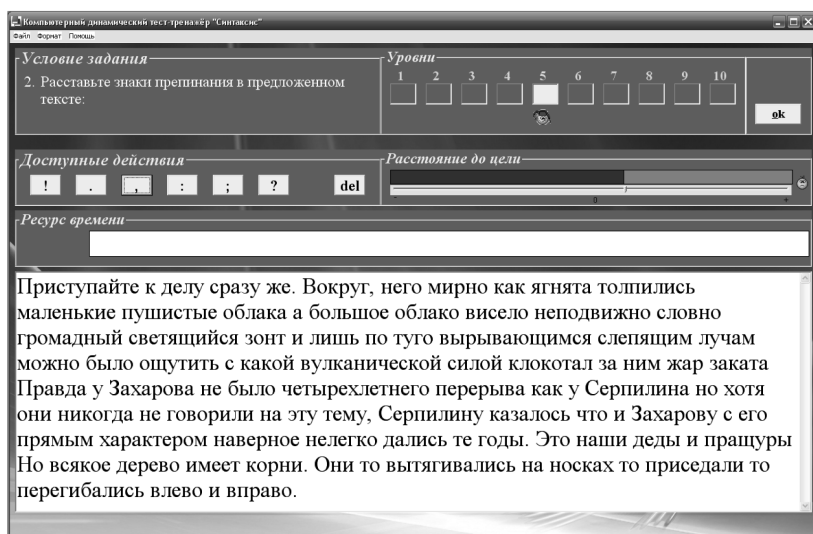 Компьютерный динамический тест-тренажёр "Синтаксис"
Файл Формат Помощь
Условие задания
2. Расставьте знаки препинания в предложенном
тексте:
Уровни
1 2 3 4 5 6 7 8 9 10
ok
Доступные действия
! . , : ; ? del
Расстояние до цели
- 0 +
Ресурс времени
Приступайте к делу сразу же. Вокруг, него мирно как ягнята толпились
маленькие пушистые облака а большое облако висело неподвижно словно
громадный светящийся зонт и лишь по туго вырывающимся слепящим лучам
можно было ощутить с какой вулканической силой клокотал за ним жар заката
Правда у Захарова не было четырехлетнего перерыва как у Серпилина но хотя
они никогда не говорили на эту тему, Серпилину казалось что и Захарову с его
прямым характером наверное нелегко дались те годы. Это наши деды и пращуры
Но всякое дерево имеет корни. Они то вытягивались на носках то приседали то
перегибались влево и вправо.